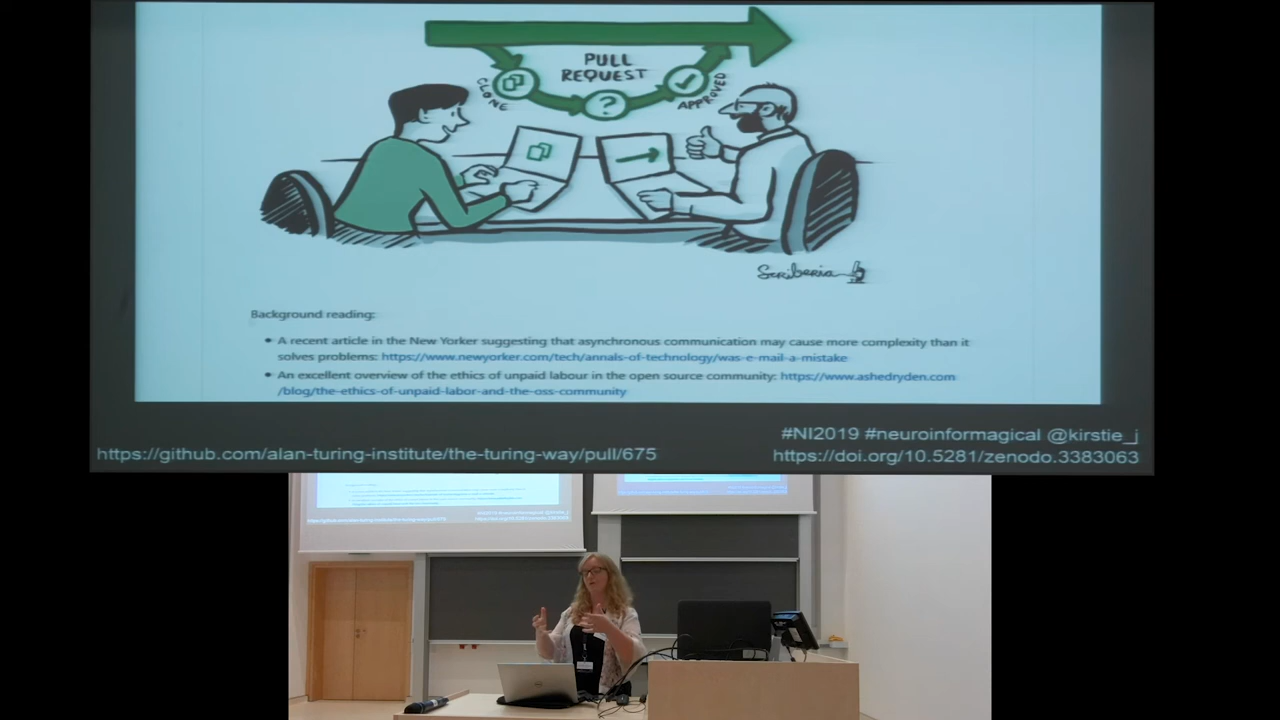 PULL
REQUEST
CLONE
?
APPROVED
Scriberia
Background reading:
• A recent article in the New Yorker suggesting that asynchronous communication may cause more complexity than it
solves problems: https://www.newyorker.com/tech/annals-of-technology/was-e-mail-a-mistake
• An excellent overview of the ethics of unpaid labour in the open source community: https://www.ashedryden.com
/blog/the-ethics-of-unpaid-labor-and-the-oss-community
#NI2019 #neuroinformagical @kirstie_j
https://github.com/alan-turing-institute/the-turing-way/pull/675
https://doi.org/10.5281/zenodo.3383063